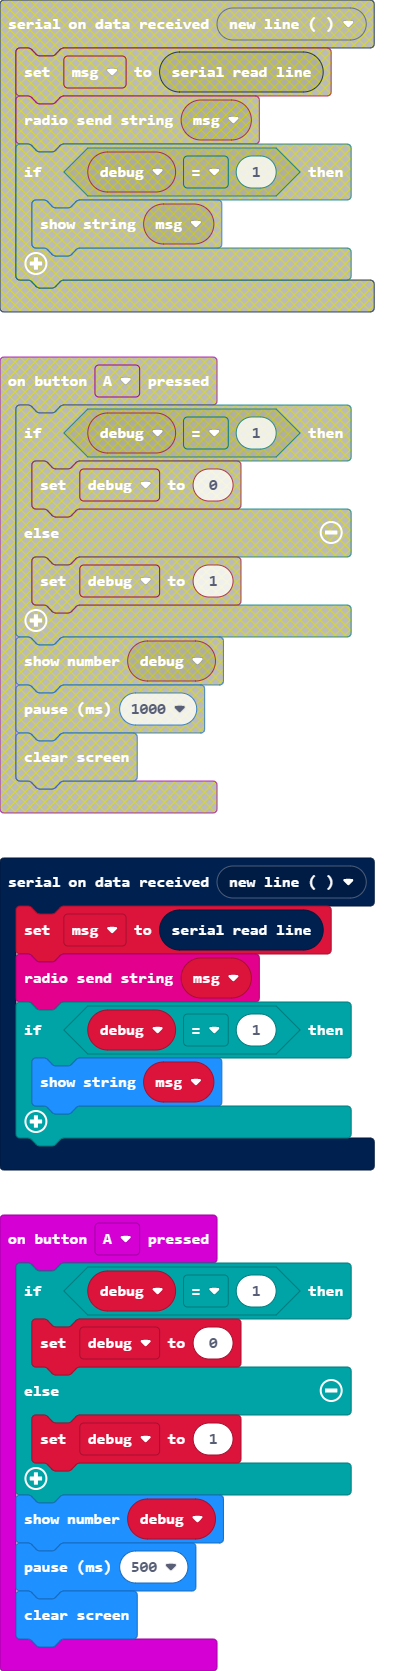 serial on data received new line ( )
set msg to serial read line
radio send string msg
if debug = 1 then
show string msg
on button A pressed
if debug = 1 then
set debug to 0
else
set debug to 1
show number debug
pause (ms) 1000
clear screen
serial on data received new line ( )
set msg to serial read line
radio send string msg
if debug = 1 then
show string msg
on button A pressed
if debug = 1 then
set debug to 0
else
set debug to 1
show number debug
pause (ms) 500
clear screen